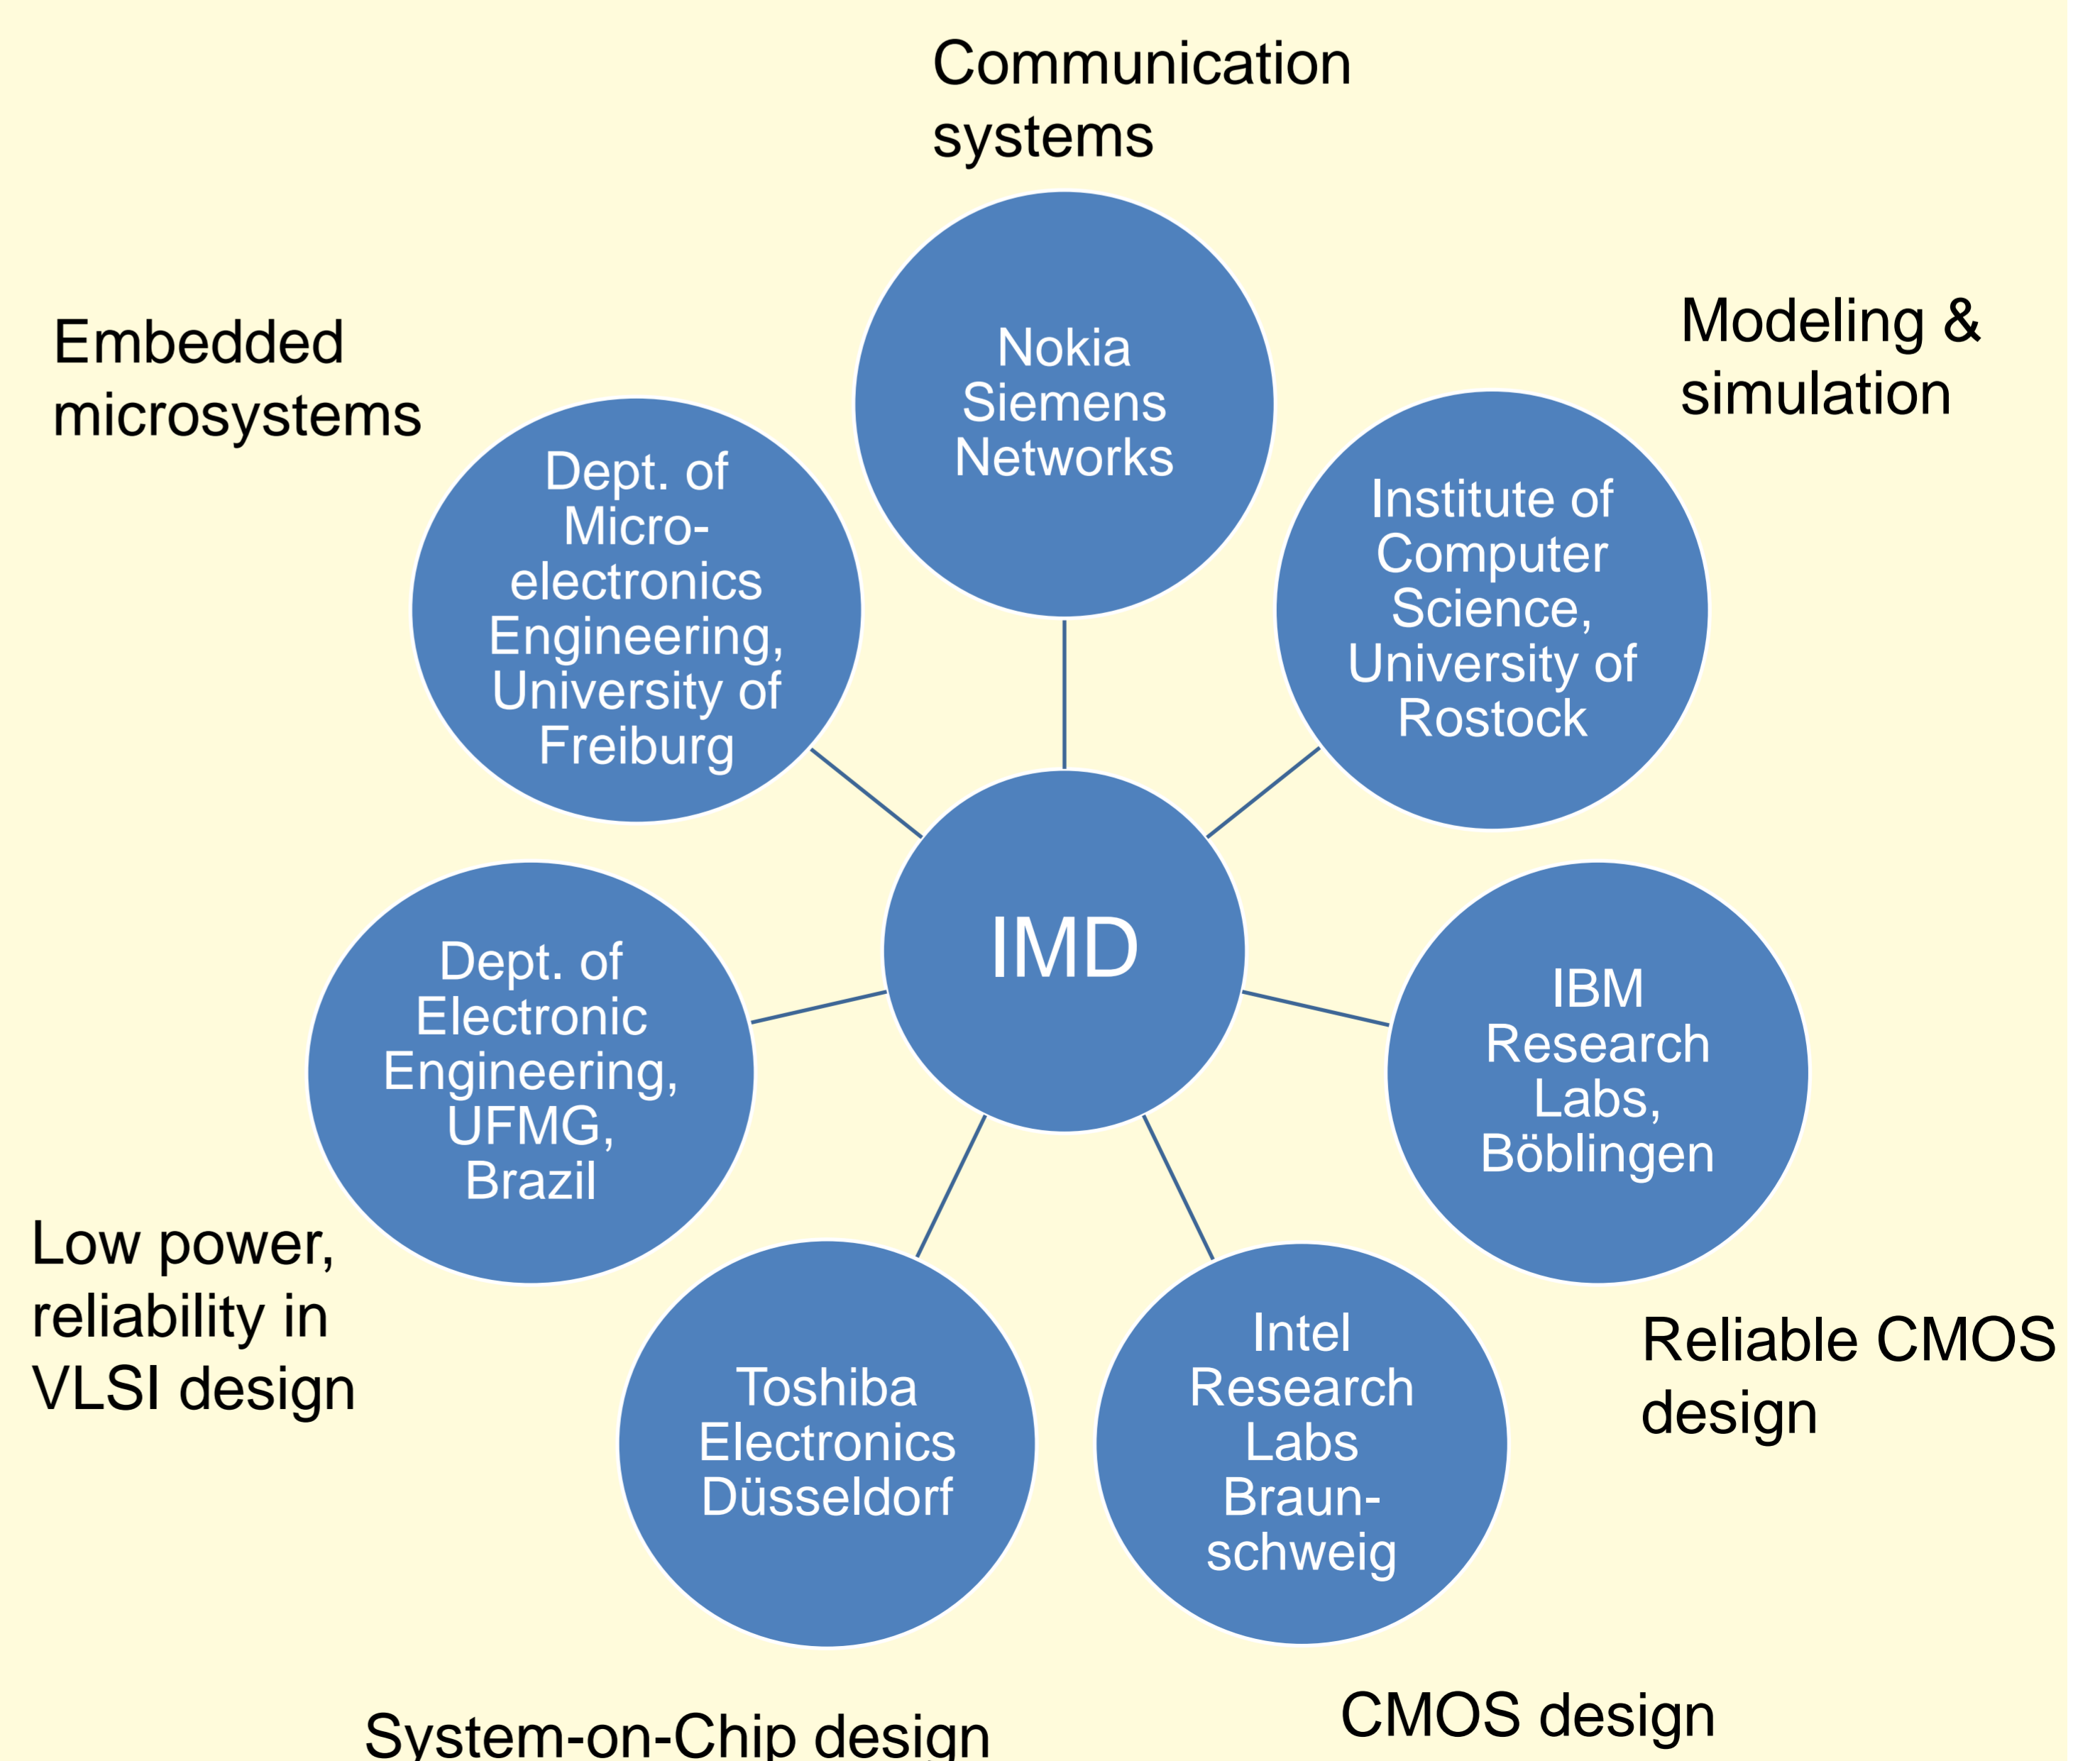 Communication
systems
Nokia
Siemens
Networks
Modeling &
simulation
Institute of
Computer
Science,
University of
Rostock
Embedded
microsystems
Dept. of
Micro-
electronics
Engineering,
University of
Freiburg
IMD
IBM
Research
Labs,
Böblingen
Reliable CMOS
design
Dept. of
Electronic
Engineering,
UFMG,
Brazil
Low power,
reliability in
VLSI design
Intel
Research
Labs
Braun-
schweig
CMOS design
Toshiba
Electronics
Düsseldorf
System-on-Chip design